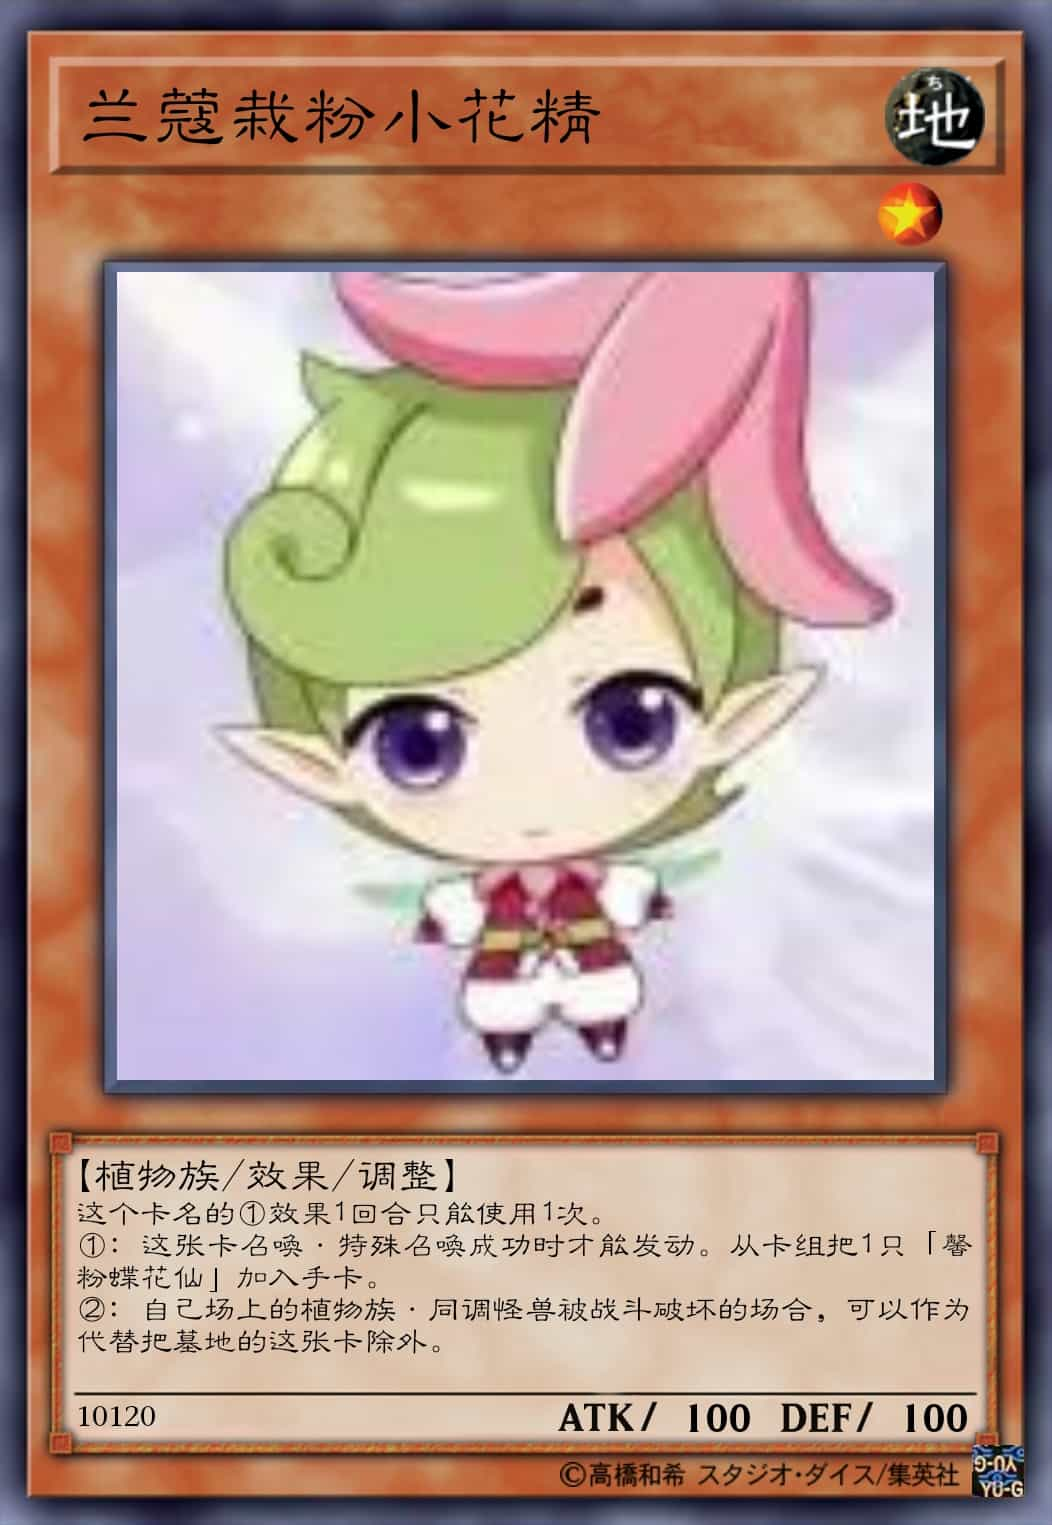 兰蔻栽粉小花精
ち
地
【植物族/效果/调整】
这个卡名的①效果1回合只能使用1次。
①：这张卡召唤·特殊召唤成功时才能发动。从卡组把1只「馨
粉蝶花仙」加入手卡。
②：自己场上的植物族·同调怪兽被战斗破坏的场合，可以作为
代替把墓地的这张卡除外。
10120
ATK/ 100 DEF/ 100
©高橋和希 スタジオ·ダイス/集英社
YU-G
YU-G